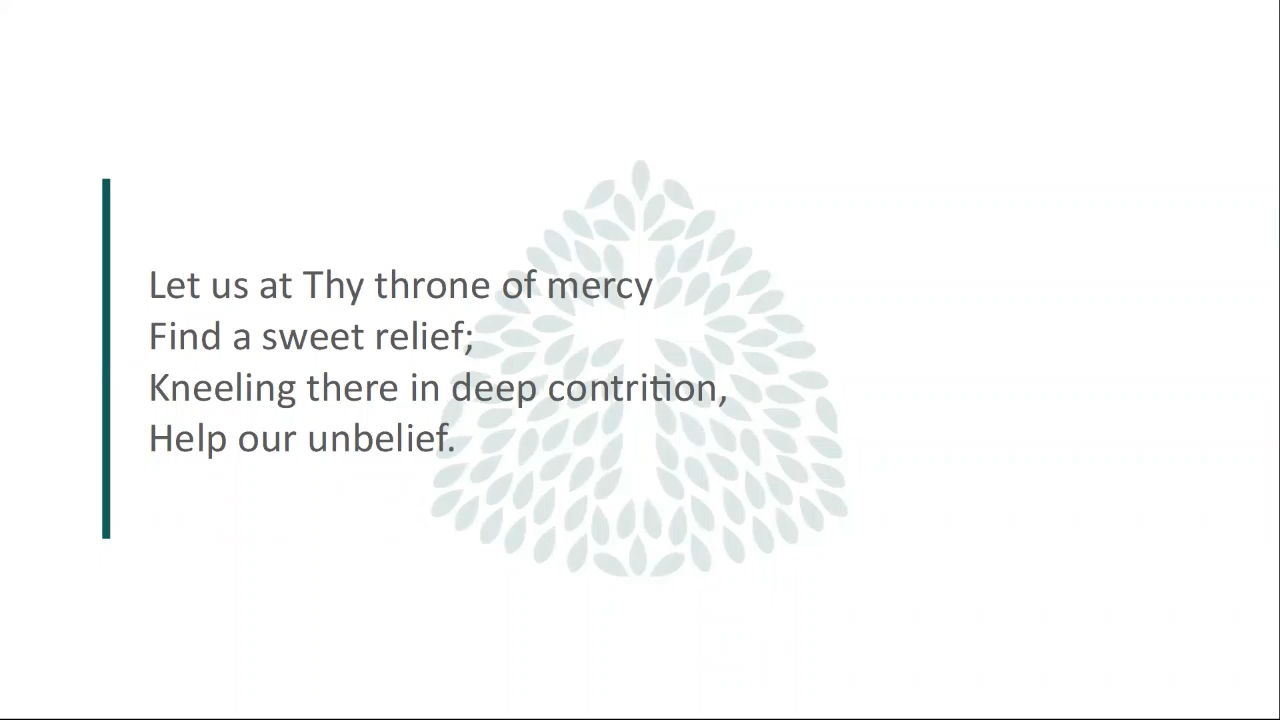 Let us at Thy throne of mercy
Find a sweet relief;
Kneeling there in deep contrition,
Help our unbelief.